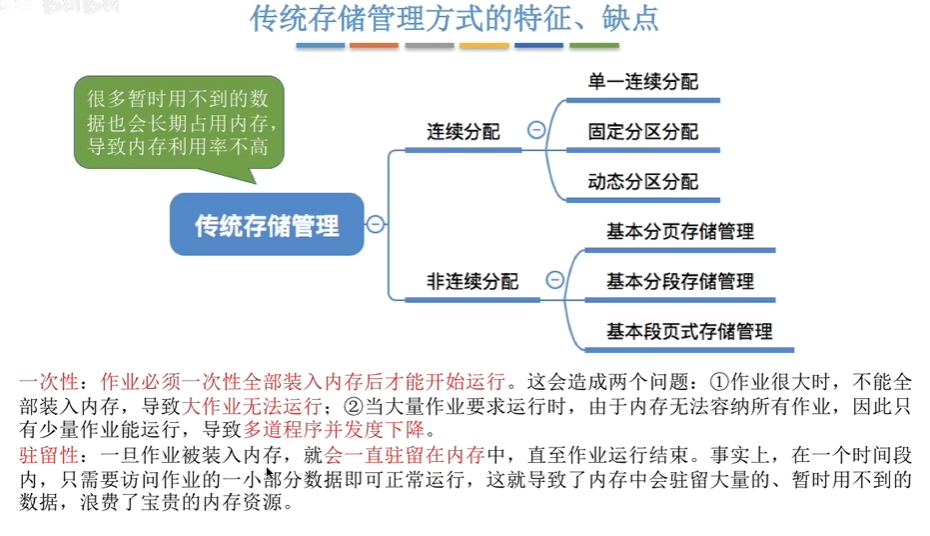 传统存储管理方式的特征、缺点
很多暂时用不到的数
据也会长期占用内存，
导致内存利用率不高
传统存储管理
连续分配
单一连续分配
固定分区分配
动态分区分配
非连续分配
基本分页存储管理
基本分段存储管理
基本段页式存储管理
一次性：作业必须一次性全部装入内存后才能开始运行。这会造成两个问题：①作业很大时，不能全
部装入内存，导致大作业无法运行；②当大量作业要求运行时，由于内存无法容纳所有作业，因此只
有少量作业能运行，导致多道程序并发度下降。
驻留性：一旦作业被装入内存，就会一直驻留在内存中，直至作业运行结束。事实上，在一个时间段
内，只需要访问作业的一小部分数据即可正常运行，这就导致了内存中会驻留大量的、暂时用不到的
数据，浪费了宝贵的内存资源。